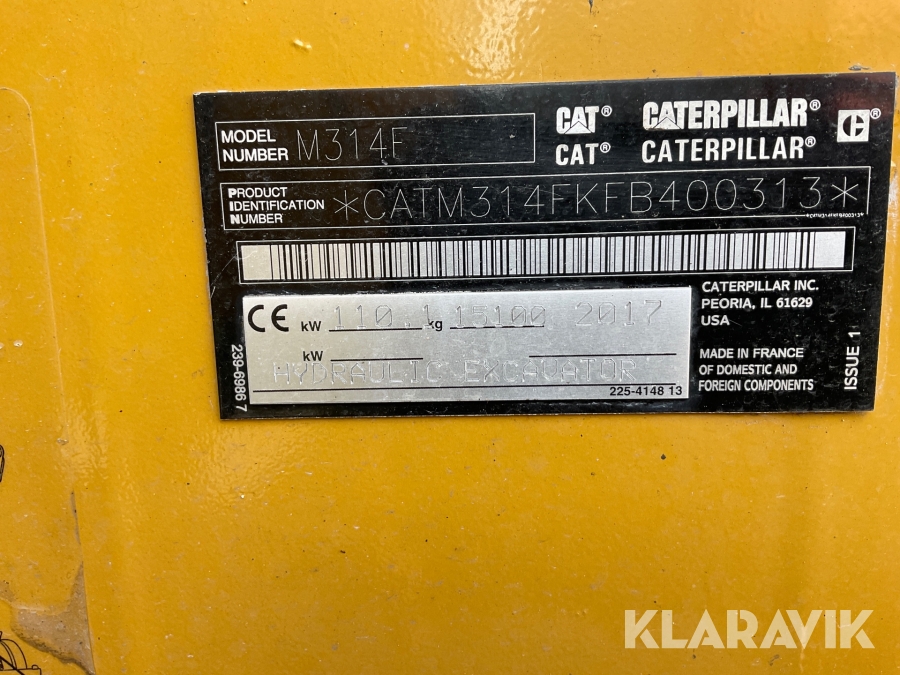 MODEL
NUMBER M314F
CAT® CATERPILLAR® C®
CAT® CATERPILLAR®
PRODUCT
IDENTIFICATION
NUMBER *CATM314FKFB400313*
CATERPILLAR INC.
PEORIA, IL 61629
USA
CE kW 110.1 kg 15100 2017
kW
HYDRAULIC EXCAVATOR
225-4148 13
MADE IN FRANCE
OF DOMESTIC AND
FOREIGN COMPONENTS
239-6986 7
ISSUE 1
KLARAVIK